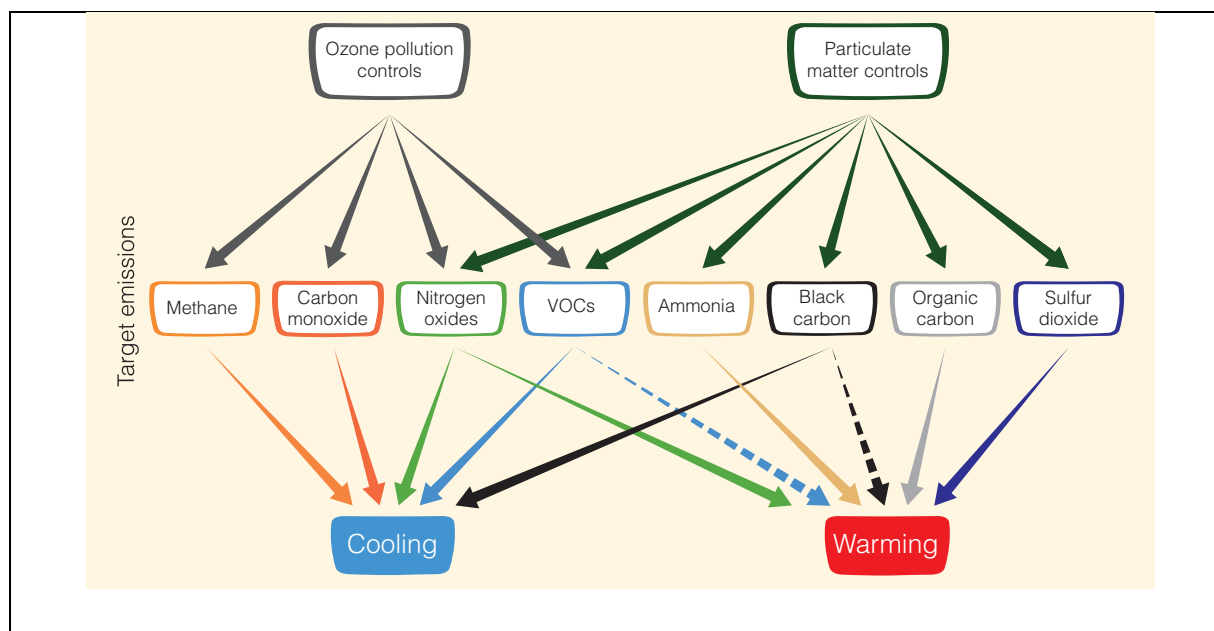 Ozone pollution
controls
Particulate
matter controls
Target emissions
Methane
Carbon
monoxide
Nitrogen
oxides
VOCs
Ammonia
Black
carbon
Organic
carbon
Sulfur
dioxide
Cooling
Warming